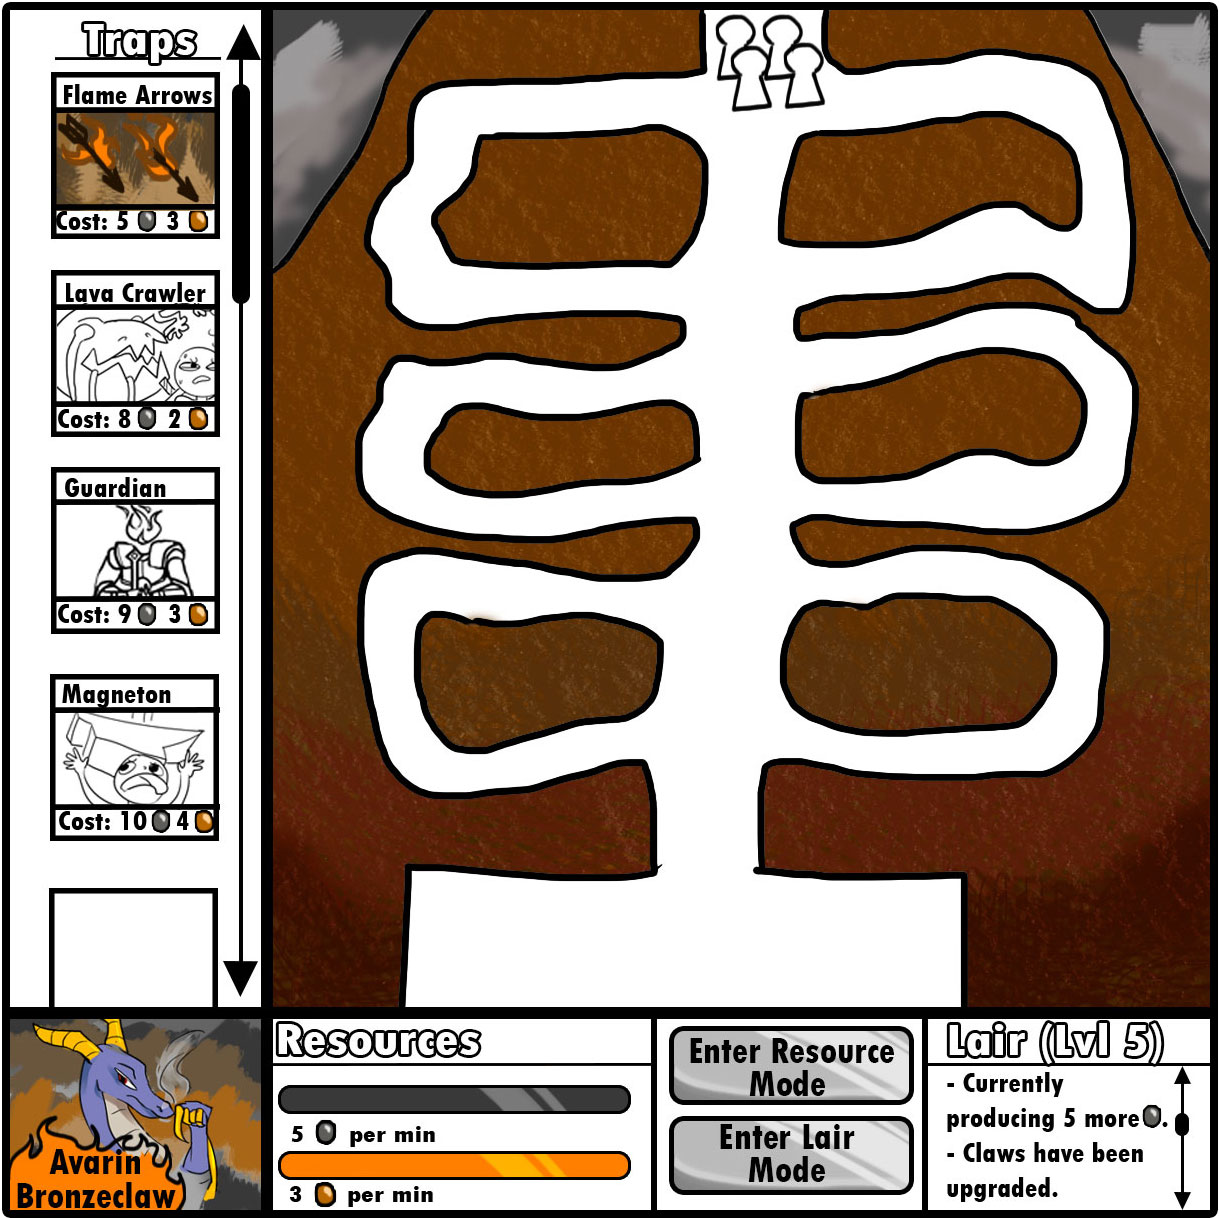 Traps
Flame Arrows
Cost: 5 3
Lava Crawler
Cost: 8 2
Guardian
Cost: 9 3
Magneton
Cost: 10 4
Avarin
Bronzeclaw
Resources
5 per min
3 per min
Enter Resource
Mode
Enter Lair
Mode
Lair (Lvl 5)
- Currently
producing 5 more .
- Claws have been
upgraded.